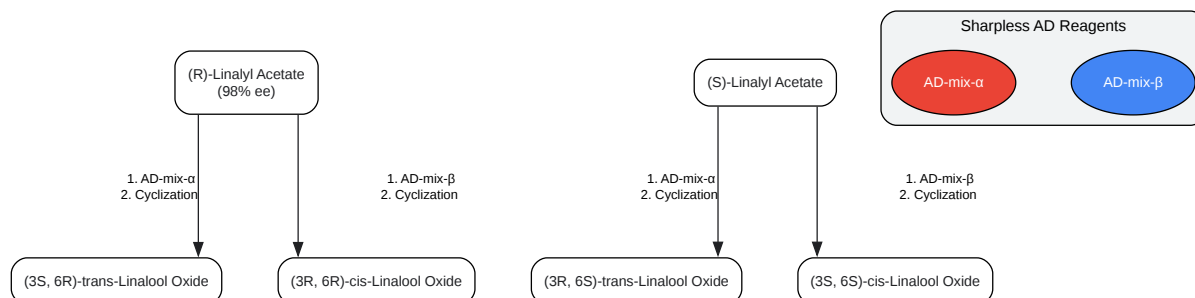 Sharpless AD Reagents
(R)-Linalyl Acetate
(98% ee)
(S)-Linalyl Acetate
AD-mix-α
AD-mix-β
1. AD-mix-α
2. Cyclization
1. AD-mix-β
2. Cyclization
1. AD-mix-α
2. Cyclization
1. AD-mix-β
2. Cyclization
(3S, 6R)-trans-Linalool Oxide
(3R, 6R)-cis-Linalool Oxide
(3R, 6S)-trans-Linalool Oxide
(3S, 6S)-cis-Linalool Oxide